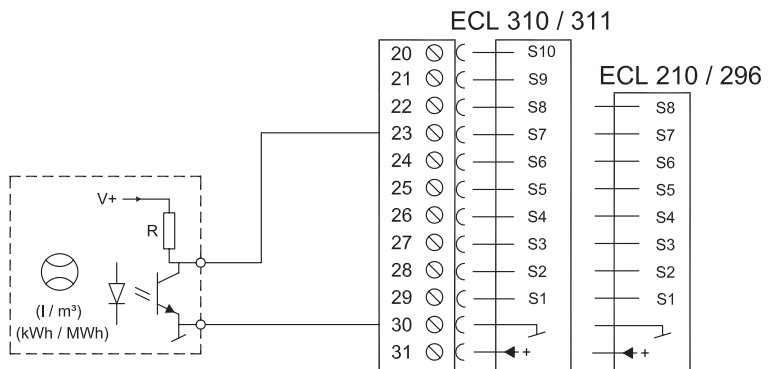 ECL 310 / 311
ECL 210 / 296
20 S10
21 S9
22 S8 S8
23 S7 S7
24 S6 S6
25 S5 S5
26 S4 S4
27 S3 S3
28 S2 S2
29 S1 S1
30
31 + +
V+
R
(l / m³)
(kWh / MWh)